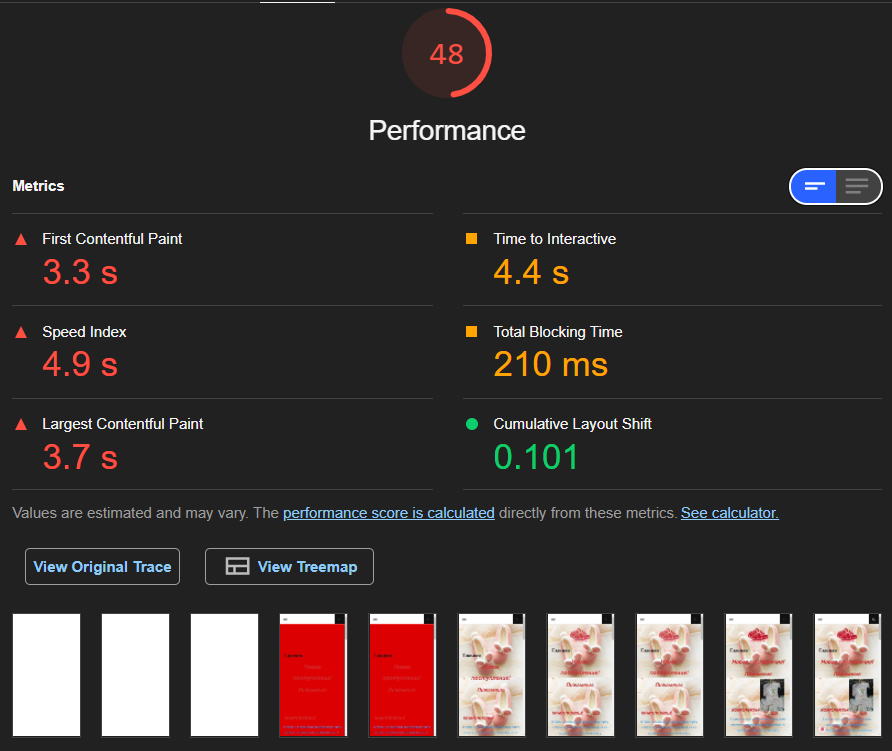 48
Performance
Metrics
First Contentful Paint
3.3 s
Time to Interactive
4.4 s
Speed Index
4.9 s
Total Blocking Time
210 ms
Largest Contentful Paint
3.7 s
Cumulative Layout Shift
0.101
Values are estimated and may vary. The performance score is calculated directly from these metrics. See calculator.
View Original Trace
View Treemap